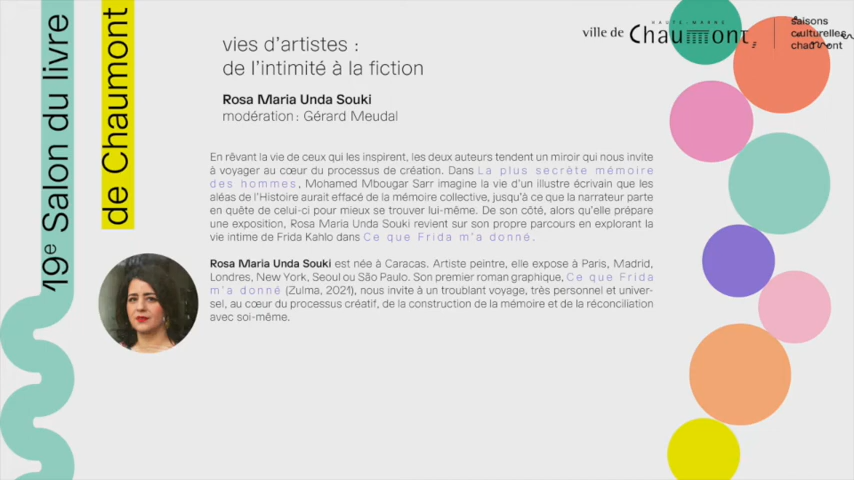 19e Salon du livre
de Chaumont
vies d'artistes :
de l'intimité à la fiction
Rosa Maria Unda Souki
modération : Gérard Meudal
HAUTE-MARNE
ville de Chaumont
saisons
culturelles
chaumont
En rêvant la vie de ceux qui les inspirent, les deux auteurs tendent un miroir qui nous invite
à voyager au cœur du processus de création. Dans La plus secrète mémoire
des hommes, Mohamed Mbougar Sarr imagine la vie d'un illustre écrivain que les
aléas de l'Histoire aurait effacé de la mémoire collective, jusqu'à ce que la narrateur parte
en quête de celui-ci pour mieux se trouver lui-même. De son côté, alors qu'elle prépare
une exposition, Rosa Maria Unda Souki revient sur son propre parcours en explorant la
vie intime de Frida Kahlo dans Ce que Frida m'a donné.
Rosa Maria Unda Souki est née à Caracas. Artiste peintre, elle expose à Paris, Madrid,
Londres, New York, Seoul ou São Paulo. Son premier roman graphique, Ce que Frida
m'a donné (Zulma, 2021), nous invite à un troublant voyage, très personnel et univer-
sel, au cœur du processus créatif, de la construction de la mémoire et de la réconciliation
avec soi-même.